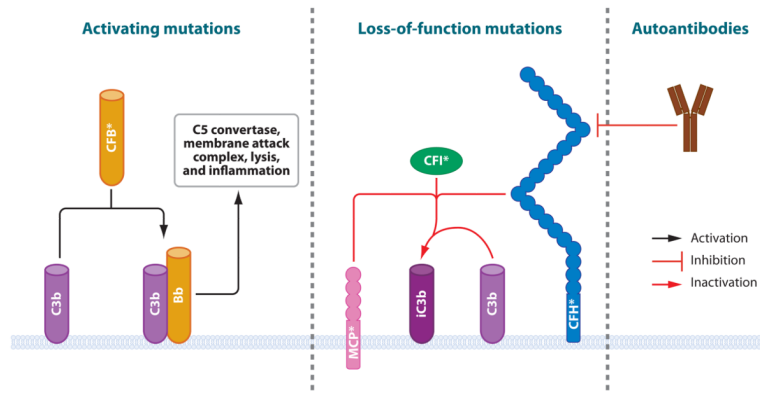 Activating mutations
Loss-of-function mutations
Autoantibodies
CFB*
C5 convertase,
membrane attack
complex, lysis,
and inflammation
C3b
C3b
Bb
CFI*
MCP*
iC3b
C3b
CFH*
Activation
Inhibition
Inactivation